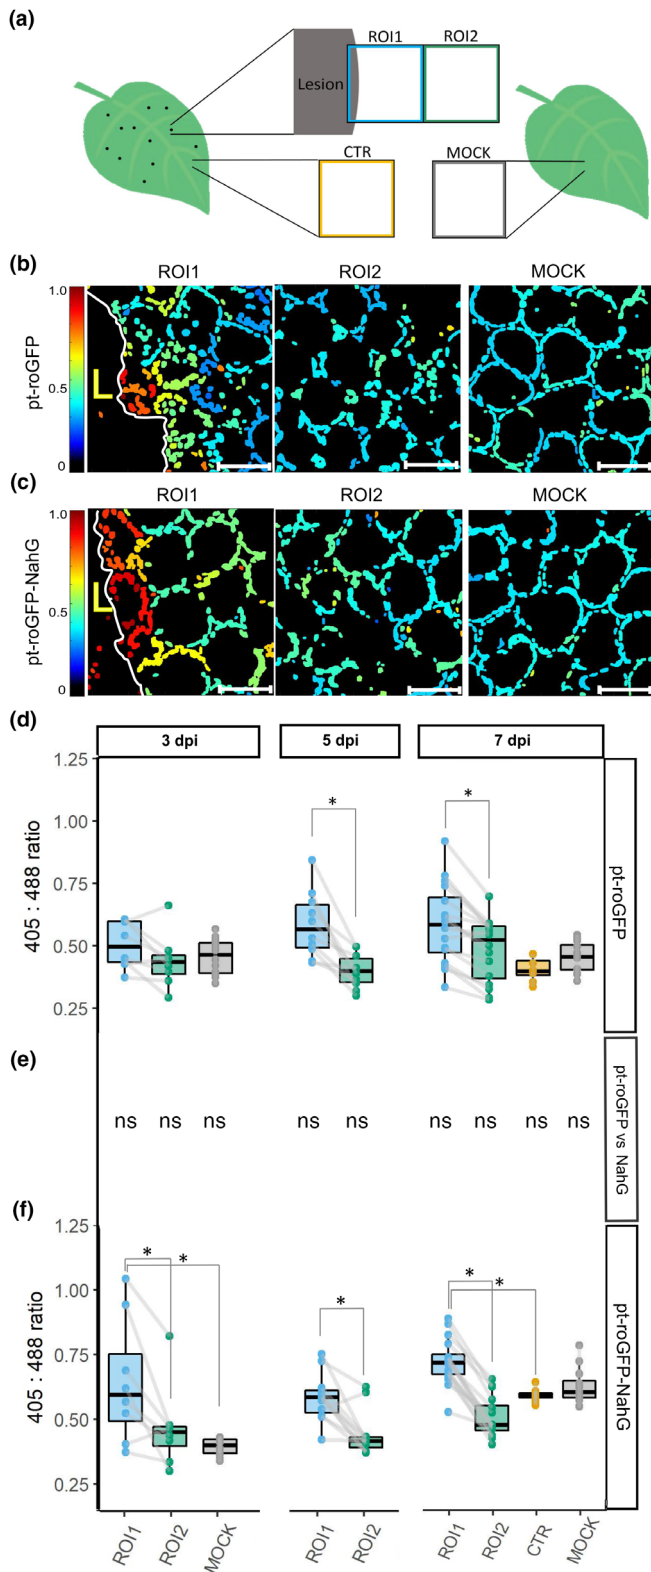 (a)
ROI1 ROI2
Lesion
CTR MOCK
(b)
ROI1 ROI2 MOCK
pt-roGFP
1.0
0.5
0
L
(c)
ROI1 ROI2 MOCK
pt-roGFP-NahG
1.0
0.5
0
L
(d)
3 dpi 5 dpi 7 dpi
405 : 488 ratio
1.25
1.00
0.75
0.50
0.25
* *
pt-roGFP
(e)
ns ns ns ns ns ns ns ns ns
pt-roGFP vs NahG
(f)
405 : 488 ratio
1.25
1.00
0.75
0.50
0.25
* * * * *
pt-roGFP-NahG
ROI1 ROI2 MOCK ROI1 ROI2 ROI1 ROI2 CTR MOCK